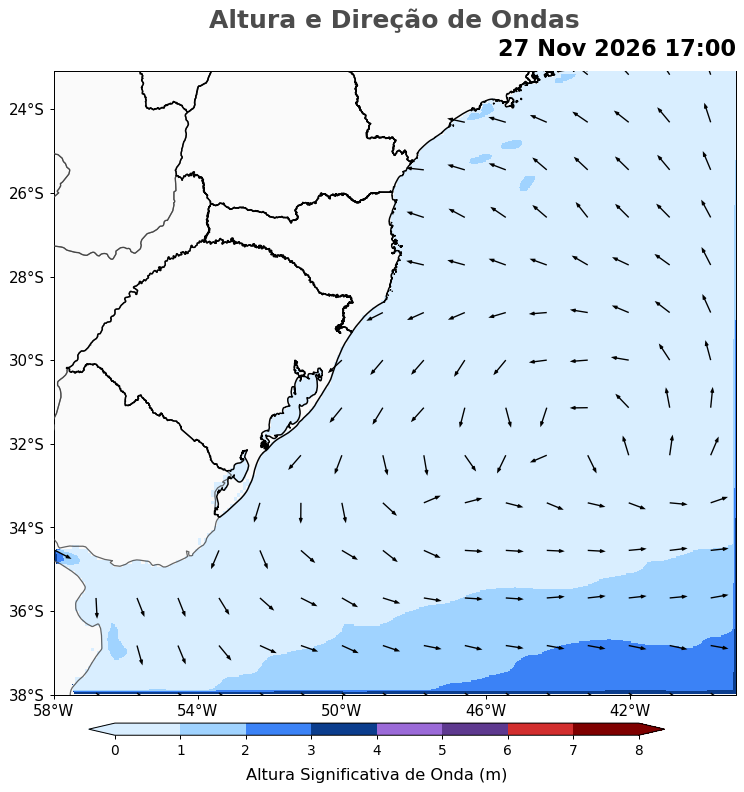 Altura e Direção de Ondas
27 Nov 2026 17:00
24°S
26°S
28°S
30°S
32°S
34°S
36°S
38°S
58°W 54°W 50°W 46°W 42°W
0 1 2 3 4 5 6 7 8
Altura Significativa de Onda (m)